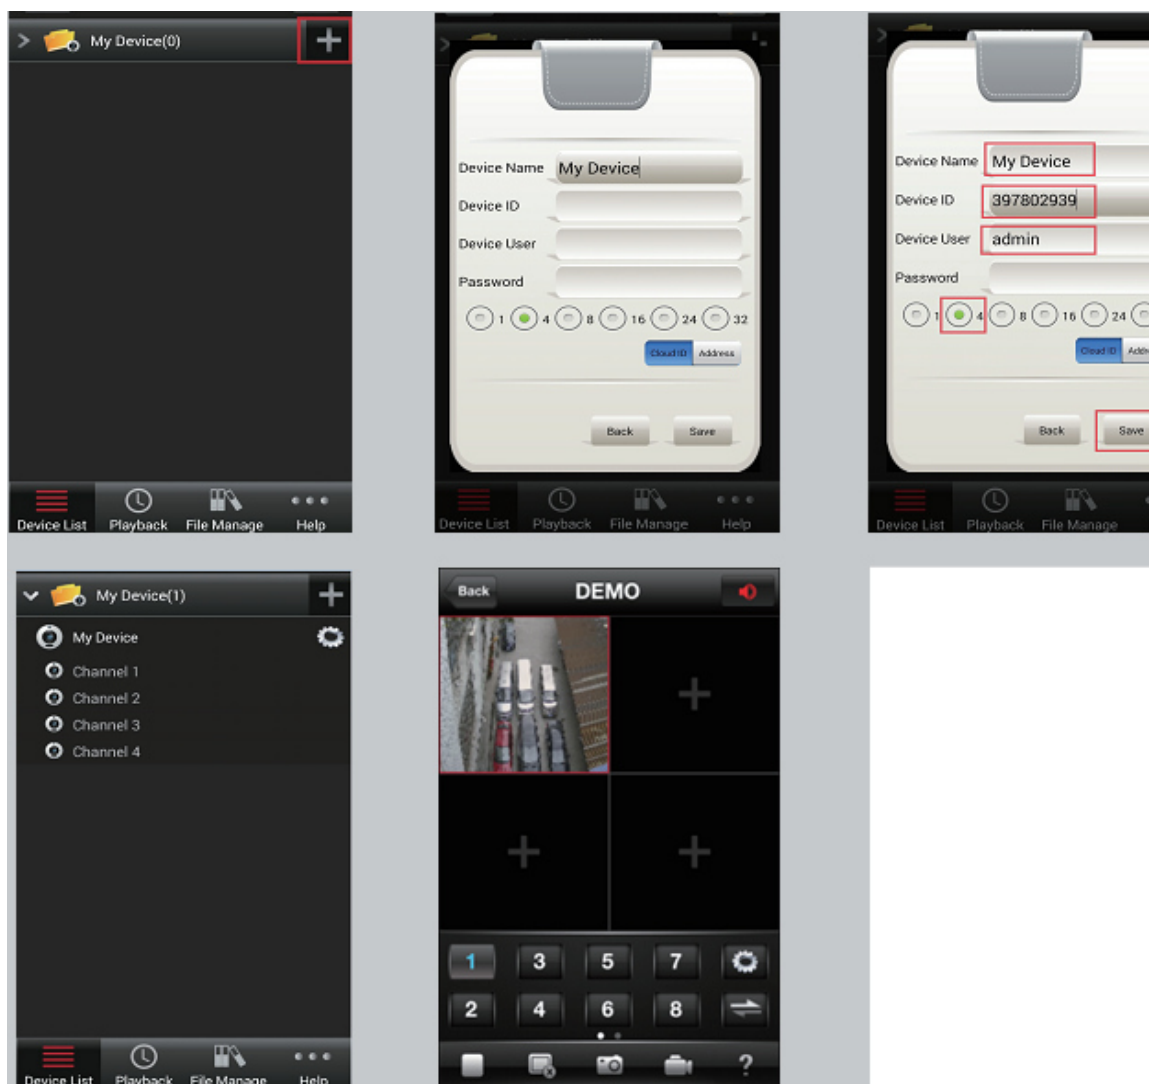 My Device(0)
Device List Playback File Manage Help
Device Name My Device
Device ID
Device User
Password
1 4 8 16 24 32
Cloud ID Address
Back Save
Device List Playback File Manage Help
Device Name My Device
Device ID 397802939
Device User admin
Password
1 4 8 16 24
Cloud ID Addre
Back Save
Device List Playback File Manage
My Device(1)
My Device
Channel 1
Channel 2
Channel 3
Channel 4
Device List Playback File Manage Help
Back DEMO
1 3 5 7
2 4 6 8
?